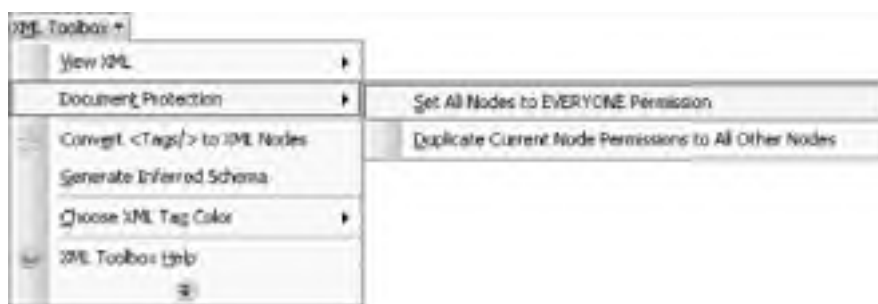 XML Toolbox
View XML
Document Protection
Set All Nodes to EVERYONE Permission
Convert <Tags/> to XML Nodes
Duplicate Current Node Permissions to All Other Nodes
Generate Inferred Schema
Choose XML Tag Color
XML Toolbox Help